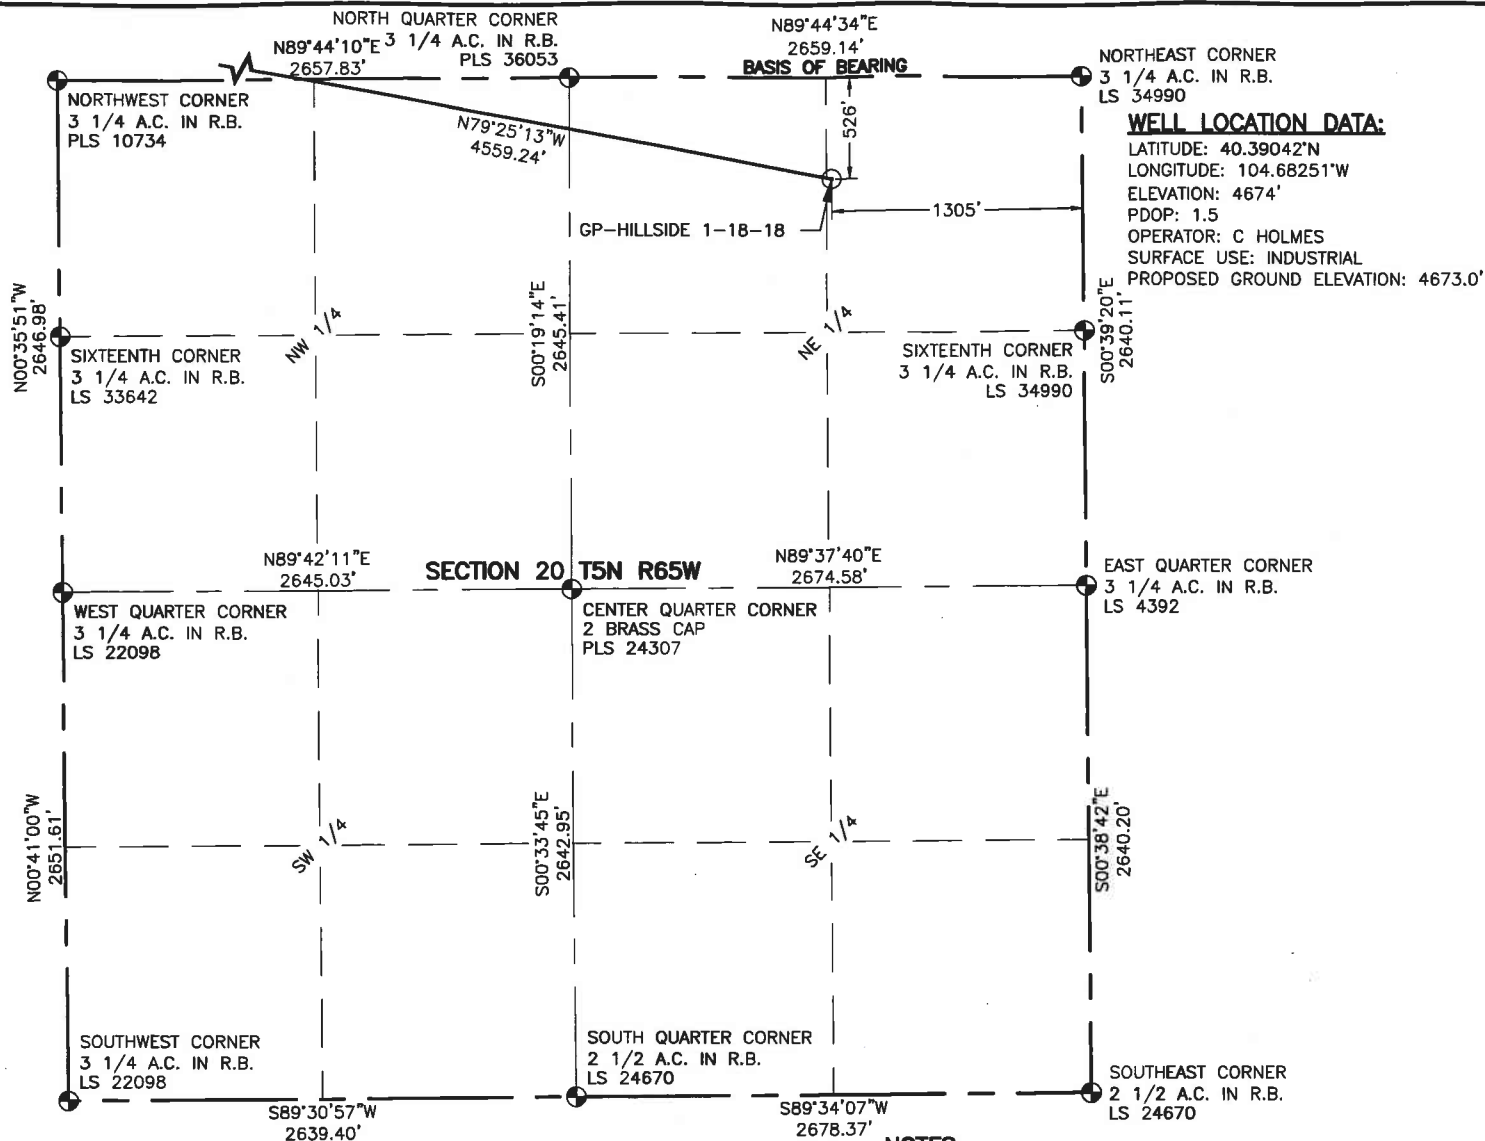 NORTH QUARTER CORNER
3 1/4 A.C. IN R.B.
PLS 36053
N89°44'10"E
2657.83'
N89°44'34"E
2659.14'
BASIS OF BEARING
NORTHEAST CORNER
3 1/4 A.C. IN R.B.
LS 34990
NORTHWEST CORNER
3 1/4 A.C. IN R.B.
PLS 10734
N79°25'13"W
4559.24'
526'
WELL LOCATION DATA:
LATITUDE: 40.39042°N
LONGITUDE: 104.68251°W
ELEVATION: 4674'
PDOP: 1.5
OPERATOR: C HOLMES
SURFACE USE: INDUSTRIAL
PROPOSED GROUND ELEVATION: 4673.0'
1305'
GP-HILLSIDE 1-18-18
N00°35'51"W
2646.98'
NW 1/4
S00°19'14"E
2645.41'
NE 1/4
S00°39'20"E
2640.11'
SIXTEENTH CORNER
3 1/4 A.C. IN R.B.
LS 33642
SIXTEENTH CORNER
3 1/4 A.C. IN R.B.
LS 34990
N89°42'11"E
2645.03'
SECTION 20 T5N R65W
N89°37'40"E
2674.58'
EAST QUARTER CORNER
3 1/4 A.C. IN R.B.
LS 4392
WEST QUARTER CORNER
3 1/4 A.C. IN R.B.
LS 22098
CENTER QUARTER CORNER
2 BRASS CAP
PLS 24307
N00°41'00"W
2651.61'
SW 1/4
S00°33'45"E
2642.95'
SE 1/4
S00°38'42"E
2640.20'
SOUTHWEST CORNER
3 1/4 A.C. IN R.B.
LS 22098
SOUTH QUARTER CORNER
2 1/2 A.C. IN R.B.
LS 24670
SOUTHEAST CORNER
2 1/2 A.C. IN R.B.
LS 24670
S89°30'57"W
2639.40'
S89°34'07"W
2678.37'
NOTES